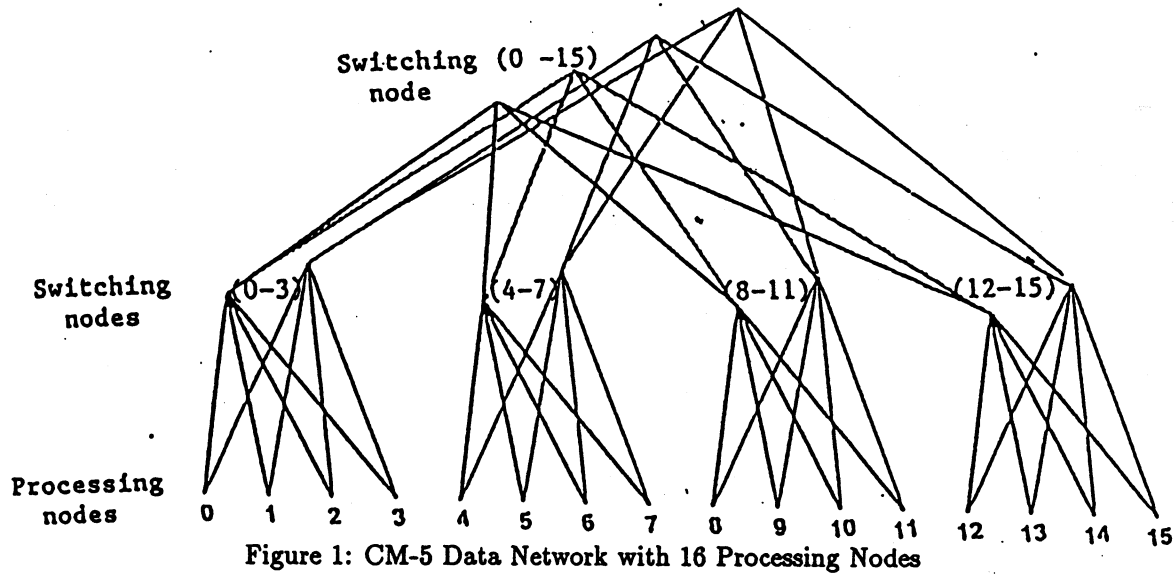 Switching (0 -15)
node
Switching
nodes
(0-3)
(4-7)
(8-11)
(12-15)
Processing
nodes
0 1 2 3 4 5 6 7 8 9 10 11 12 13 14 15
Figure 1: CM-5 Data Network with 16 Processing Nodes